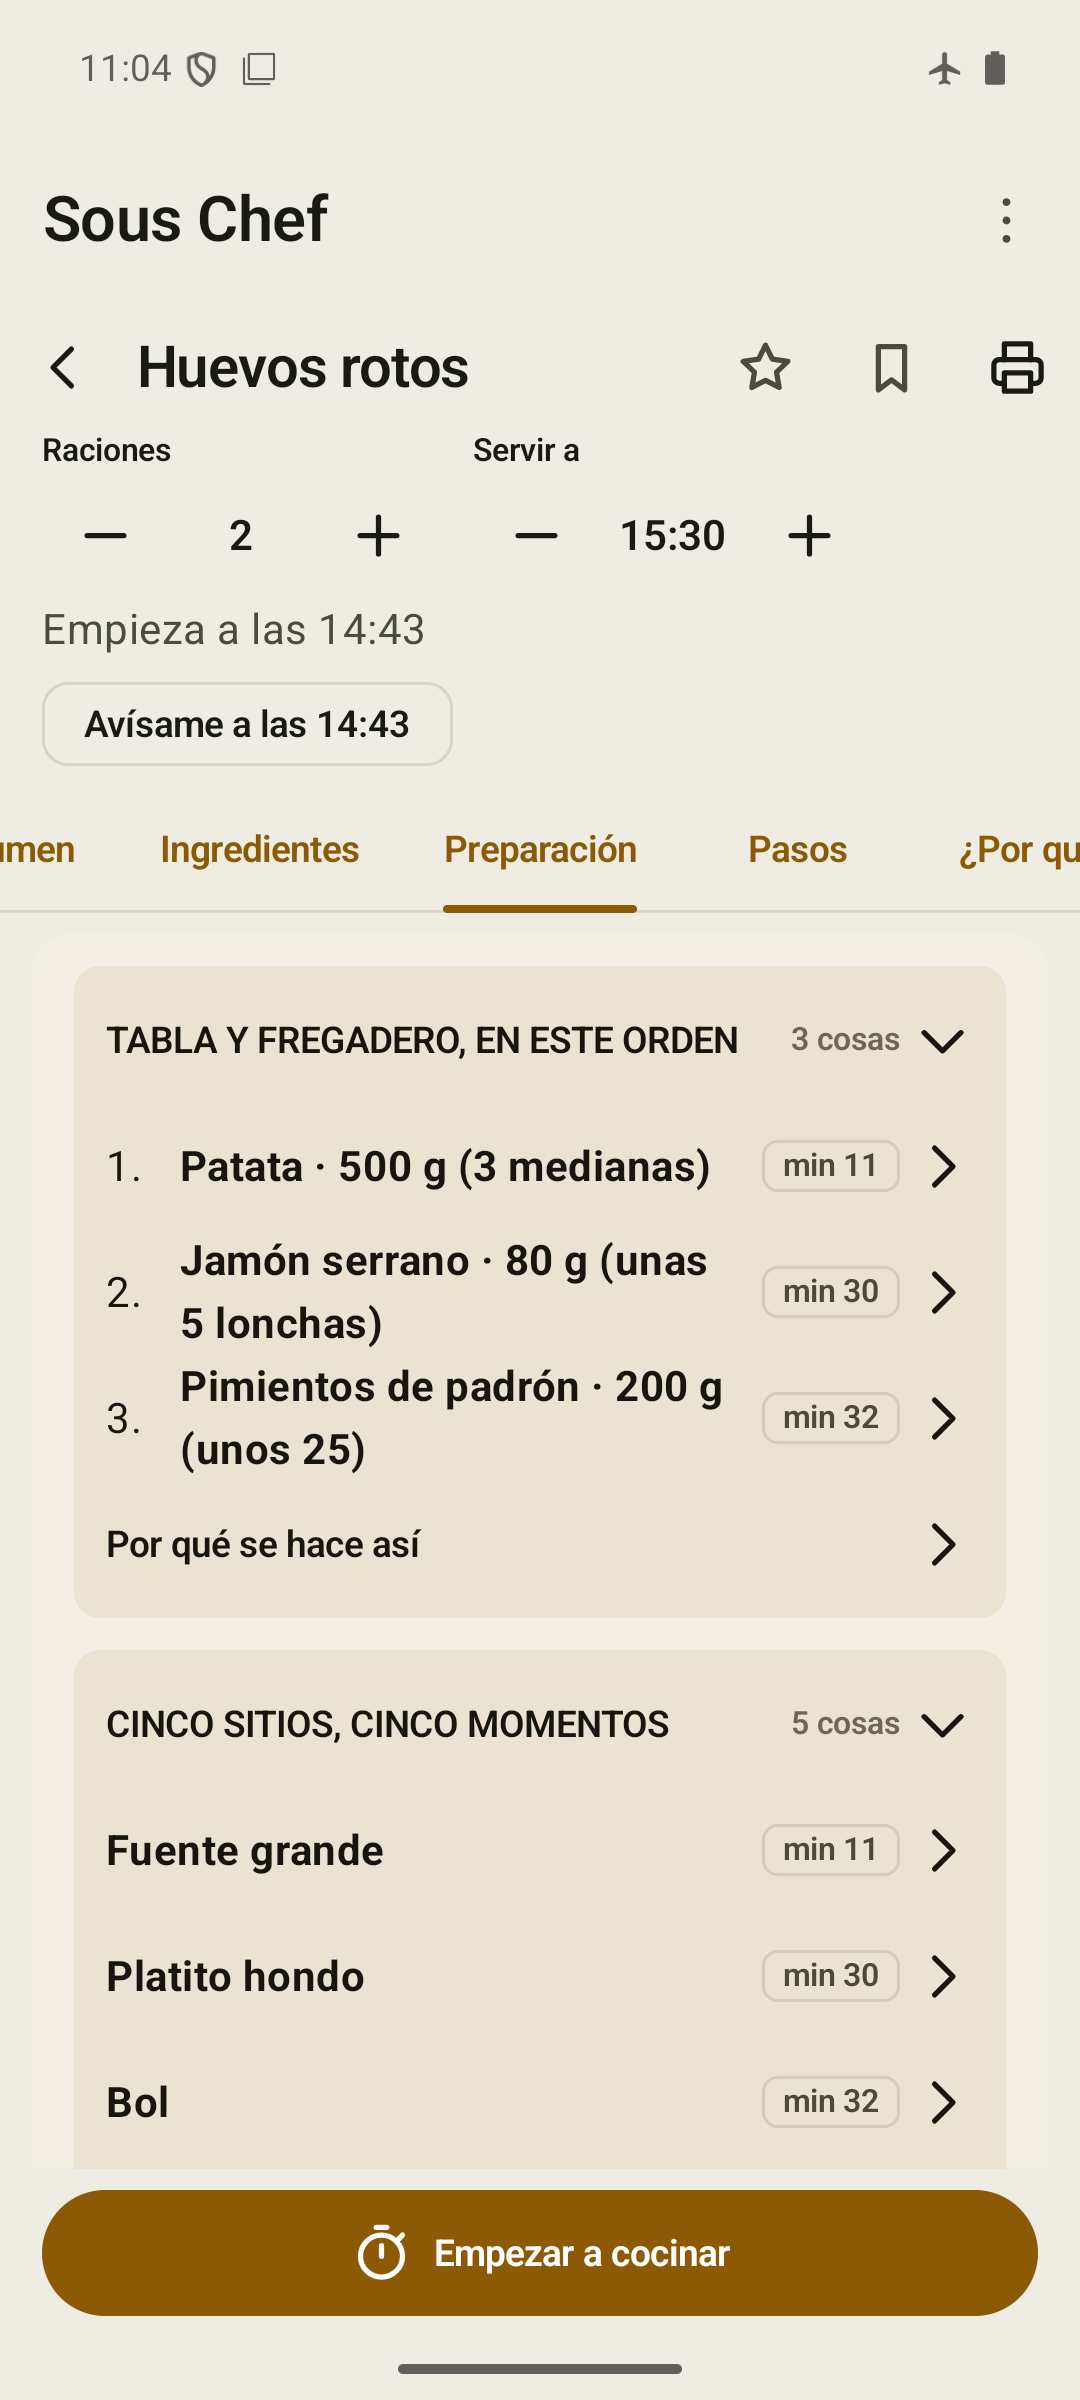 11:04
Sous Chef
Huevos rotos
Raciones
Servir a
2
15:30
Empieza a las 14:43
Avísame a las 14:43
umen
Ingredientes
Preparación
Pasos
¿Por qu
TABLA Y FREGADERO, EN ESTE ORDEN
3 cosas
1.
Patata · 500 g (3 medianas)
min 11
2.
Jamón serrano · 80 g (unas
5 lonchas)
min 30
3.
Pimientos de padrón · 200 g
(unos 25)
min 32
Por qué se hace así
CINCO SITIOS, CINCO MOMENTOS
5 cosas
Fuente grande
min 11
Platito hondo
min 30
Bol
min 32
Empezar a cocinar